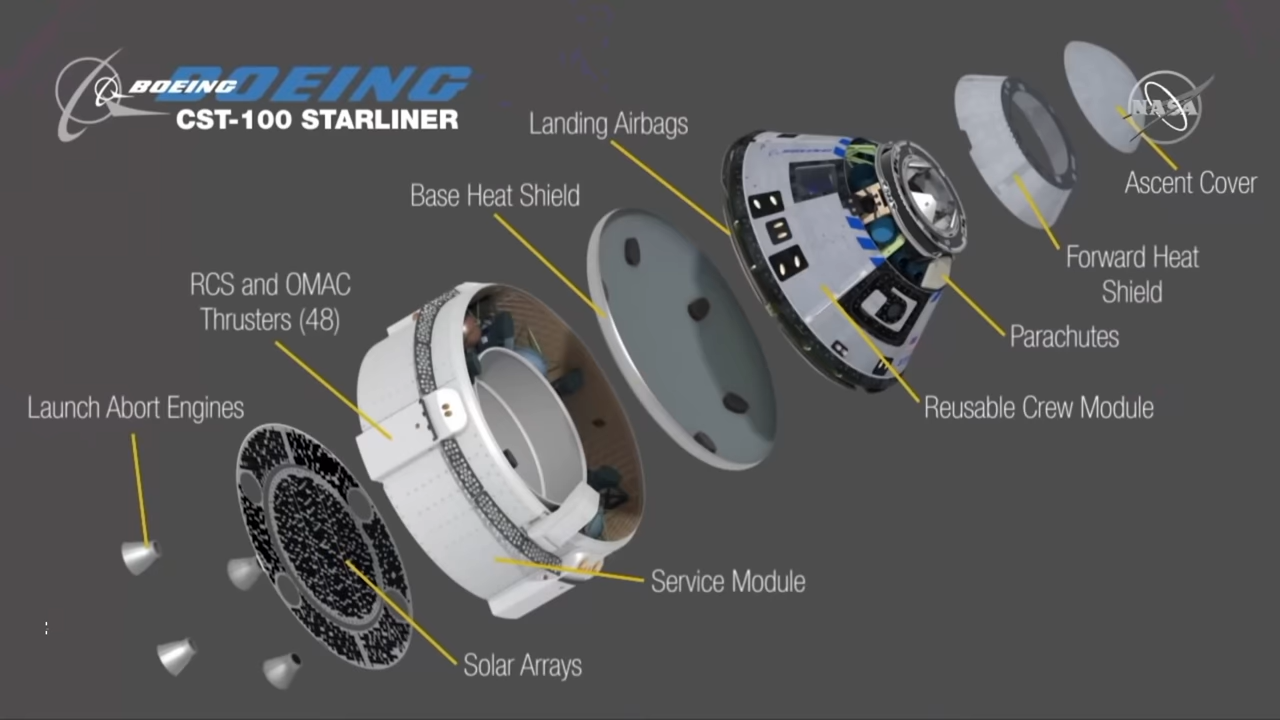 BOEING
BOEING
CST-100 STARLINER
NASA
Landing Airbags
Ascent Cover
Base Heat Shield
Forward Heat
Shield
RCS and OMAC
Thrusters (48)
Parachutes
Launch Abort Engines
Reusable Crew Module
Service Module
Solar Arrays